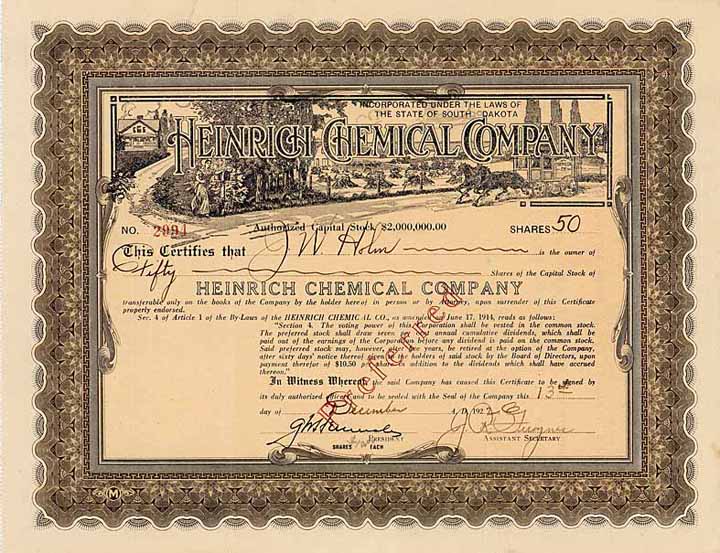 INCORPORATED UNDER THE LAWS OF
THE STATE OF SOUTH DAKOTA
HEINRICH CHEMICAL COMPANY
NO. 2994 Authorized Capital Stock $2,000,000.00 SHARES 50
This Certifies that J W Holm is the owner of
Fifty Shares of the Capital Stock of
HEINRICH CHEMICAL COMPANY
transferable only on the books of the Company by the holder hereof in person or by Attorney, upon surrender of this Certificate
properly endorsed.
Sec. 4 of Article 1 of the By-Laws of the HEINRICH CHEMICAL CO., as amended June 17, 1914, reads as follows:
"Section 4. The voting power of this Corporation shall be vested in the common stock.
The preferred stock shall draw seven per cent annual cumulative dividends, which shall be
paid out of the earnings of the Corporation before any dividend is paid on the common stock.
Said preferred stock may, however, after years, be retired at the option of the Company,
after sixty days' notice thereof given the holders of said stock by the Board of Directors, upon
payment therefor of $10.50 per share in addition to the dividends which shall have accrued
thereon."
Preferred
In Witness Whereof, the said Company has caused this Certificate to be signed by
its duly authorized officers and to be sealed with the Seal of the Company this 13th
day of December A.D. 192
PRESIDENT ASSISTANT SECRETARY
SHARES EACH
M